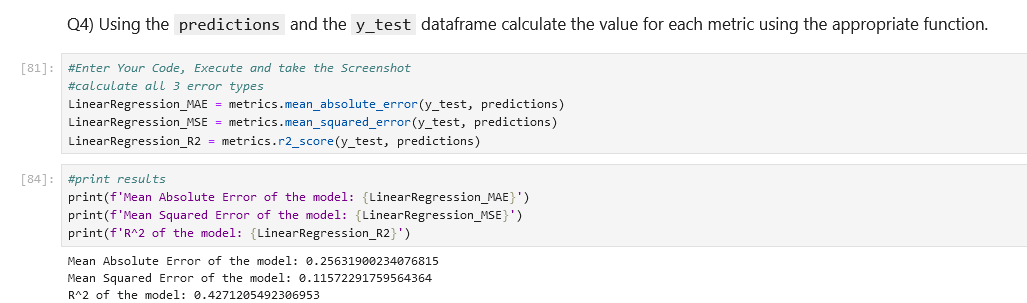 Q4) Using the predictions and the y_test dataframe calculate the value for each metric using the appropriate function.
[81]: #Enter Your Code, Execute and take the Screenshot
#calculate all 3 error types
LinearRegression_MAE = metrics.mean_absolute_error(y_test, predictions)
LinearRegression_MSE = metrics.mean_squared_error(y_test, predictions)
LinearRegression_R2 = metrics.r2_score(y_test, predictions)
[84]: #print results
print(f'Mean Absolute Error of the model: {LinearRegression_MAE}')
print(f'Mean Squared Error of the model: {LinearRegression_MSE}')
print(f'R^2 of the model: {LinearRegression_R2}')
Mean Absolute Error of the model: 0.25631900234076815
Mean Squared Error of the model: 0.1157229175956​4364
R^2 of the model: 0.4271205492306953